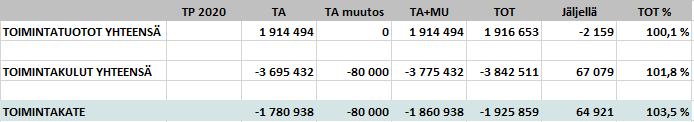 TP 2020 TA TA muutos TA+MU TOT Jäljellä TOT %
TOIMINTATUOTOT YHTEENSÄ 1 914 494 0 1 914 494 1 916 653 -2 159 100,1 %
TOIMINTAKULUT YHTEENSÄ -3 695 432 -80 000 -3 775 432 -3 842 511 67 079 101,8 %
TOIMINTAKATE -1 780 938 -80 000 -1 860 938 -1 925 859 64 921 103,5 %